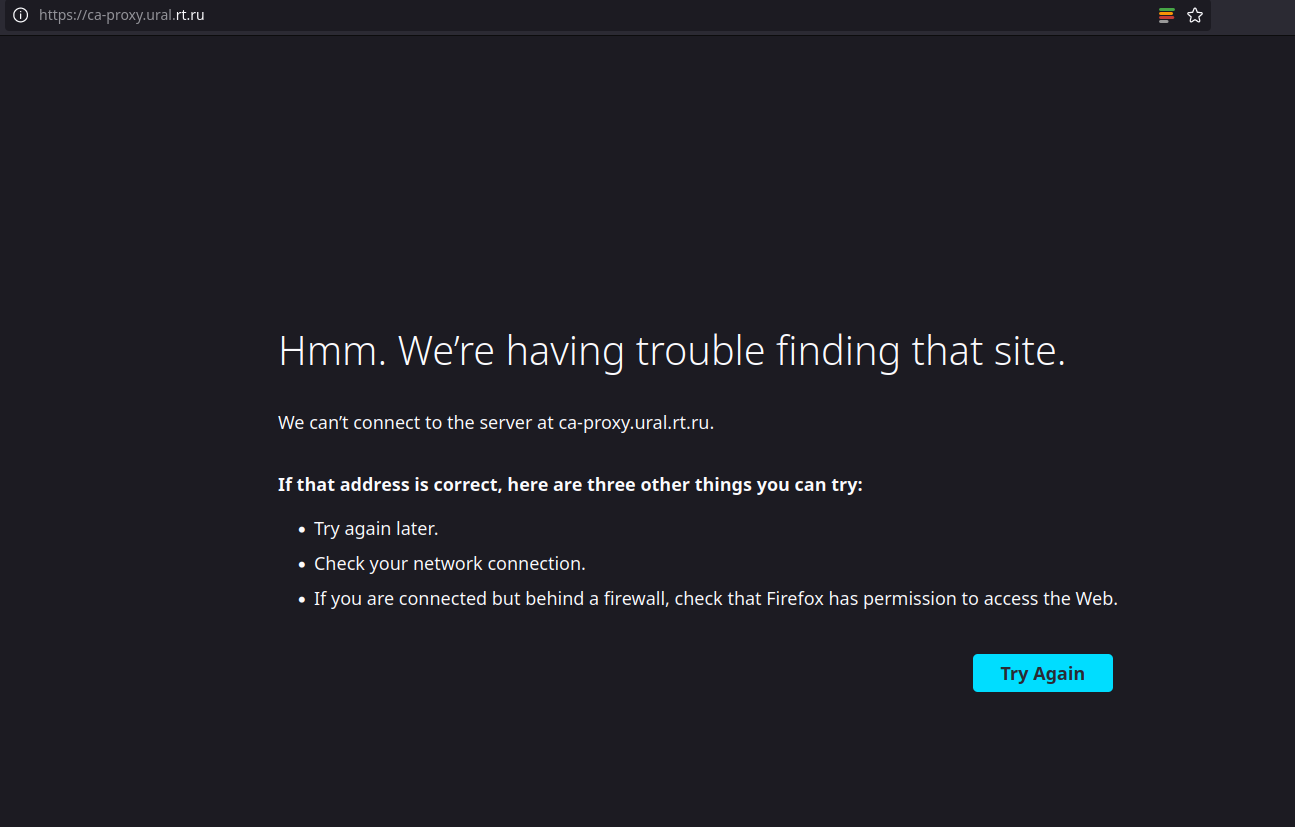 https://ca-proxy.ural.rt.ru
Hmm. We’re having trouble finding that site.
We can’t connect to the server at ca-proxy.ural.rt.ru.
If that address is correct, here are three other things you can try:
• Try again later.
• Check your network connection.
• If you are connected but behind a firewall, check that Firefox has permission to access the Web.
Try Again